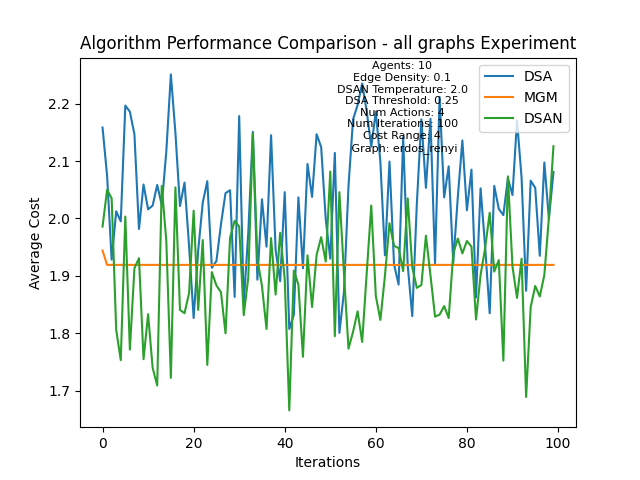 Algorithm Performance Comparison - all graphs Experiment
Agents: 10
Edge Density: 0.1
DSAN Temperature: 2.0
DSA Threshold: 0.25
Num Actions: 4
Num Iterations: 100
Cost Range: 4
Graph: erdos_renyi
DSA
MGM
DSAN
Average Cost
2.2
2.1
2.0
1.9
1.8
1.7
0 20 40 60 80 100
Iterations